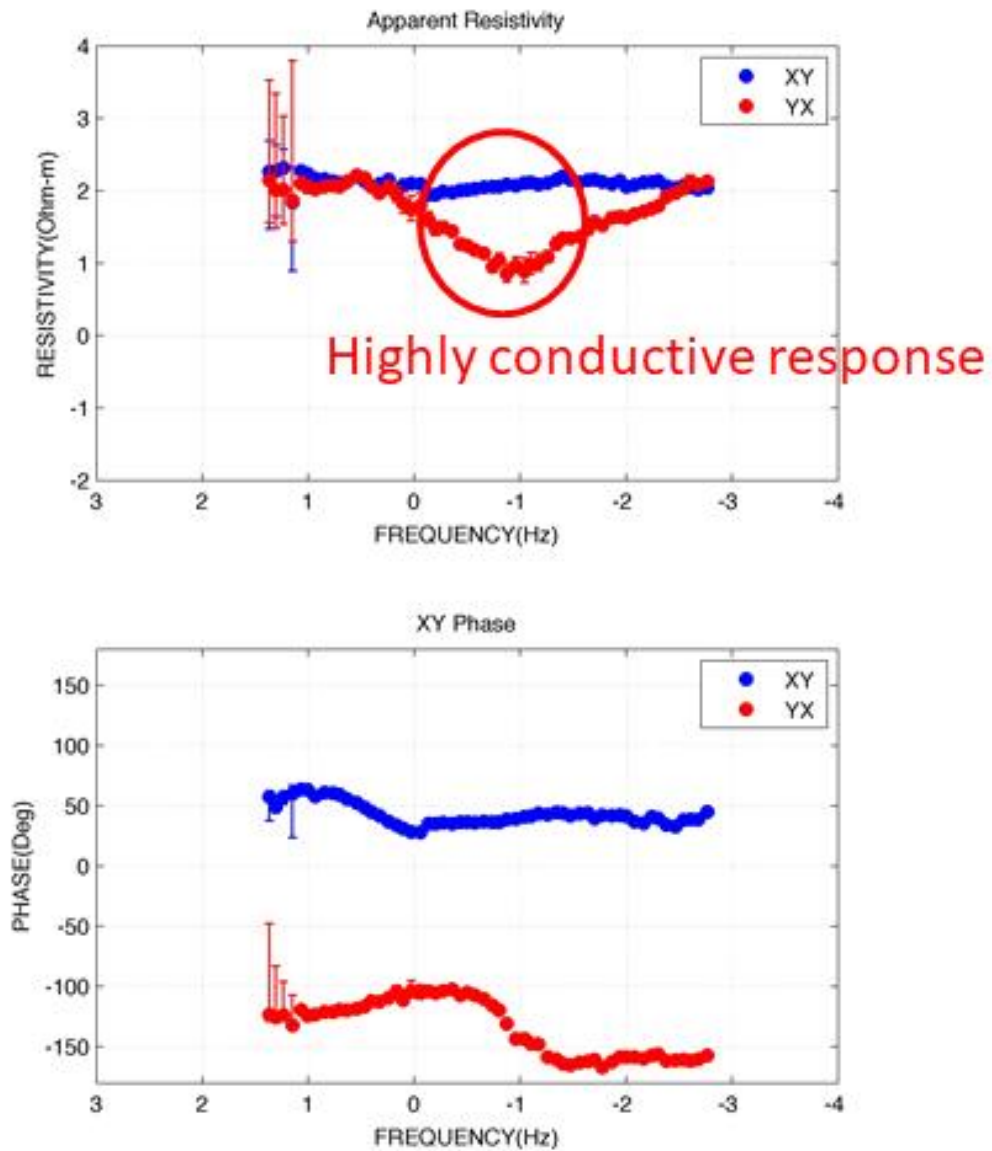 Apparent Resistivity
4
3
2
1
0
-1
-2
RESISTIVITY(Ohm-m)
XY
YX
Highly conductive response
3 2 1 0 -1 -2 -3 -4
FREQUENCY(Hz)
XY Phase
150
100
50
0
-50
-100
-150
PHASE(Deg)
XY
YX
3 2 1 0 -1 -2 -3 -4
FREQUENCY(Hz)